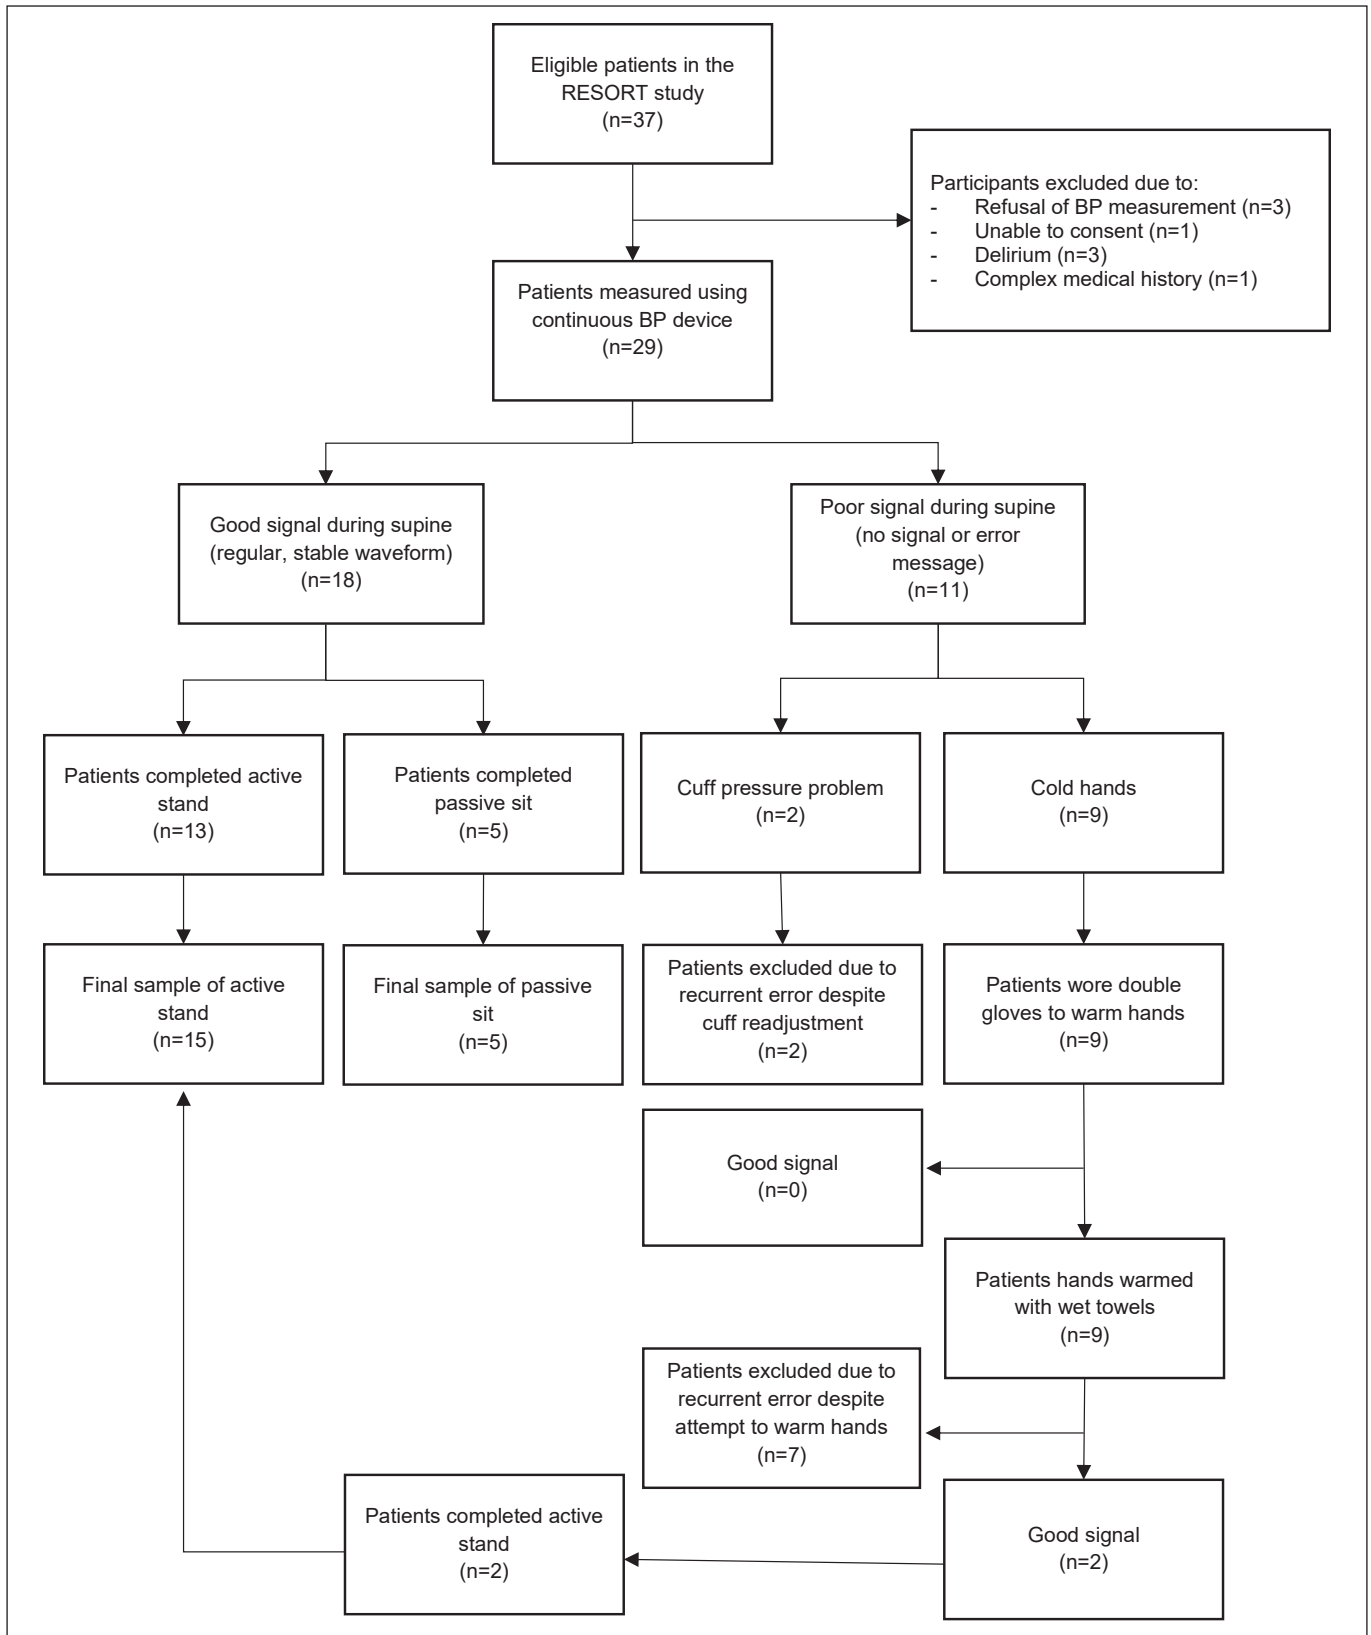 Eligible patients in the
RESORT study
(n=37)
Participants excluded due to:
- Refusal of BP measurement (n=3)
- Unable to consent (n=1)
- Delirium (n=3)
- Complex medical history (n=1)
Patients measured using
continuous BP device
(n=29)
Good signal during supine
(regular, stable waveform)
(n=18)
Poor signal during supine
(no signal or error
message)
(n=11)
Patients completed active
stand
(n=13)
Patients completed
passive sit
(n=5)
Cuff pressure problem
(n=2)
Cold hands
(n=9)
Final sample of active
stand
(n=15)
Final sample of passive
sit
(n=5)
Patients excluded due to
recurrent error despite
cuff readjustment
(n=2)
Patients wore double
gloves to warm hands
(n=9)
Good signal
(n=0)
Patients hands warmed
with wet towels
(n=9)
Patients excluded due to
recurrent error despite
attempt to warm hands
(n=7)
Good signal
(n=2)
Patients completed active
stand
(n=2)